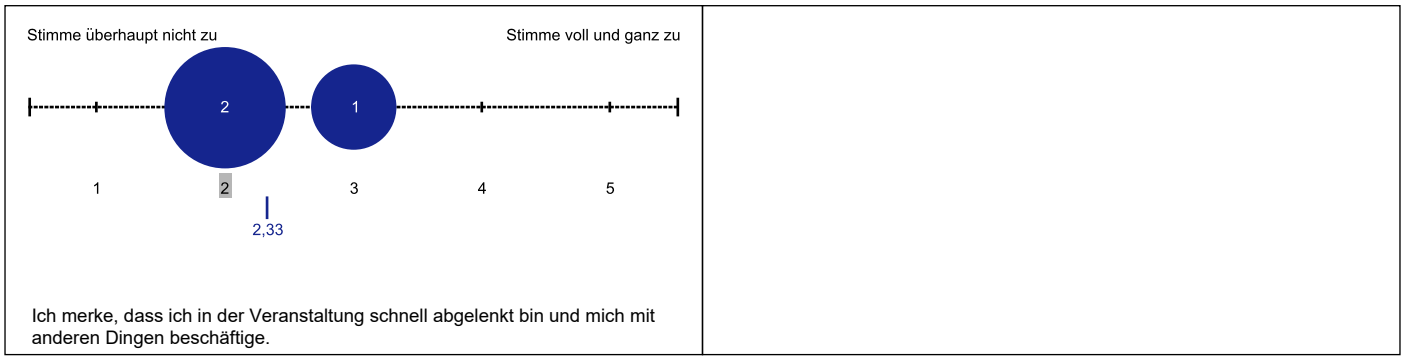 Stimme überhaupt nicht zu Stimme voll und ganz zu
2 1
1 2 3 4 5
2,33
Ich merke, dass ich in der Veranstaltung schnell abgelenkt bin und mich mit
anderen Dingen beschäftige.